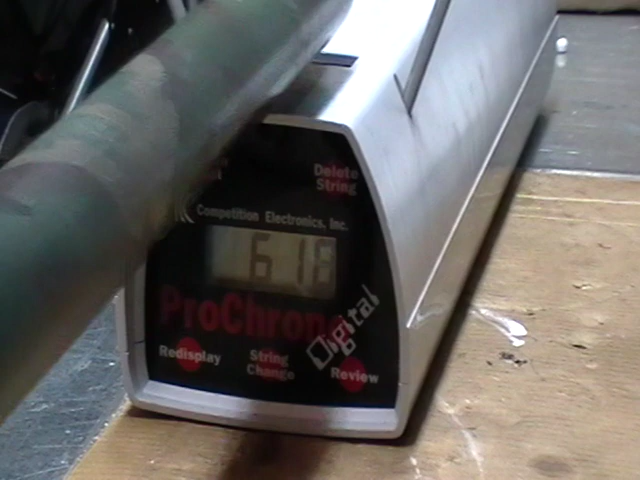 Delete
String
Competition Electronics, Inc.
618
ProChrono
Digital
Redisplay
String
Change
Review